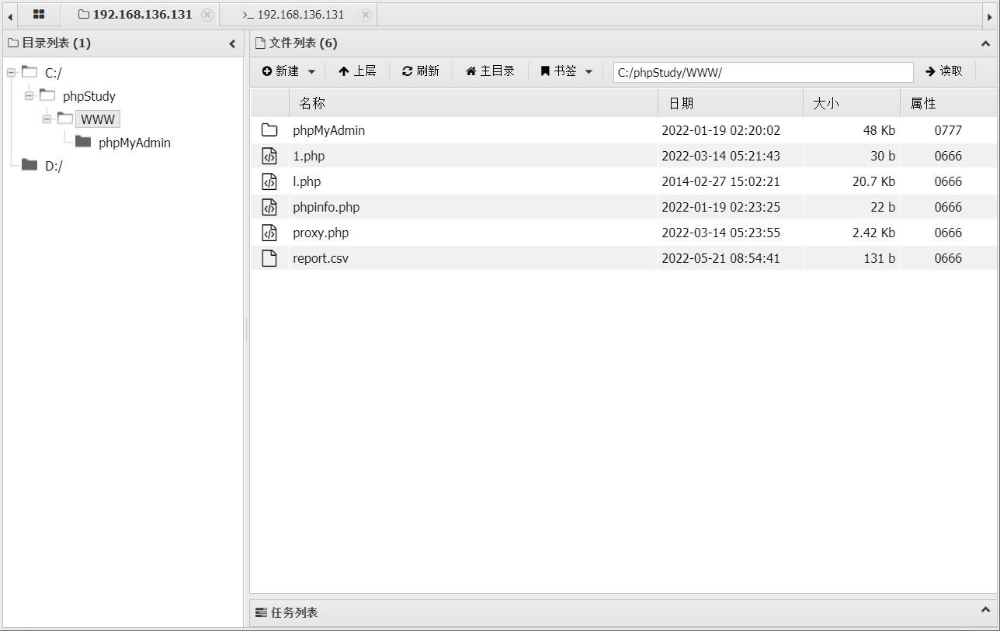 192.168.136.131
>_ 192.168.136.131
目录列表 (1)
C:/
phpStudy
WWW
phpMyAdmin
D:/
文件列表 (6)
新建 上层 刷新 主目录 书签 C:/phpStudy/WWW/ 读取
名称 日期 大小 属性
phpMyAdmin 2022-01-19 02:20:02 48 Kb 0777
1.php 2022-03-14 05:21:43 30 b 0666
l.php 2014-02-27 15:02:21 20.7 Kb 0666
phpinfo.php 2022-01-19 02:23:25 22 b 0666
proxy.php 2022-03-14 05:23:55 2.42 Kb 0666
report.csv 2022-05-21 08:54:41 131 b 0666
任务列表